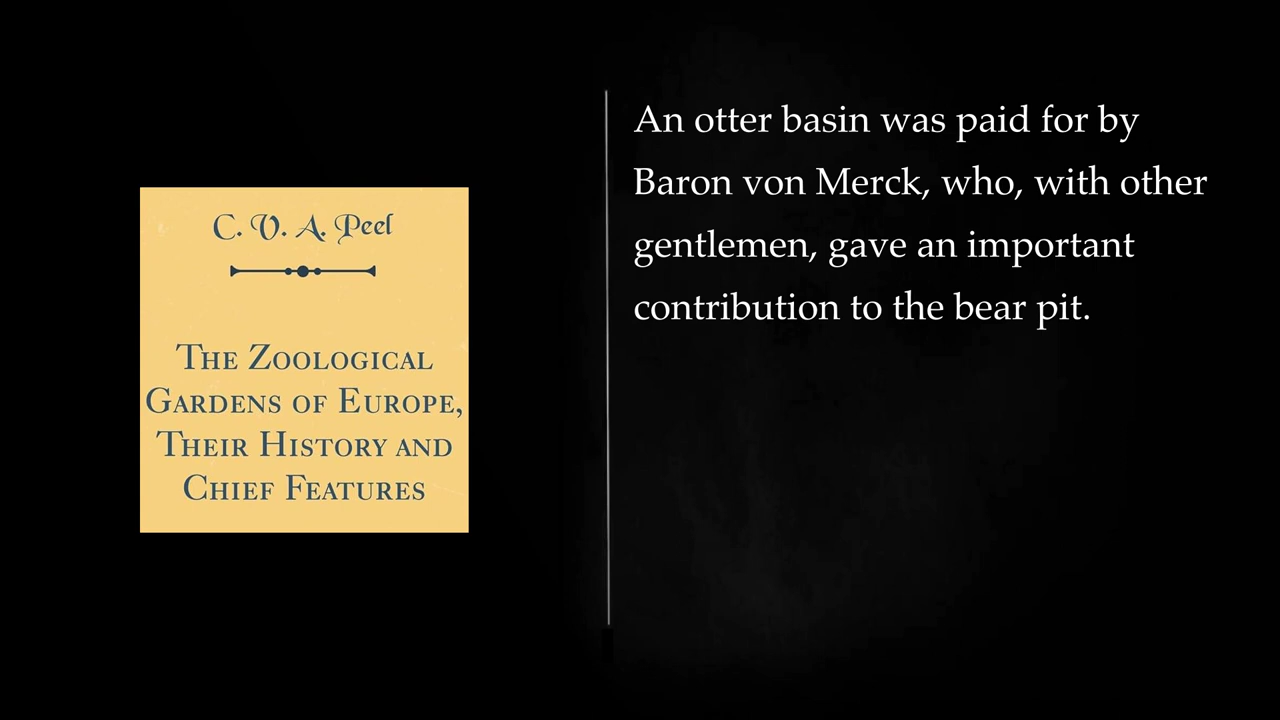 C. V. A. Peel
The Zoological
Gardens of Europe,
Their History and
Chief Features
An otter basin was paid for by
Baron von Merck, who, with other
gentlemen, gave an important
contribution to the bear pit.